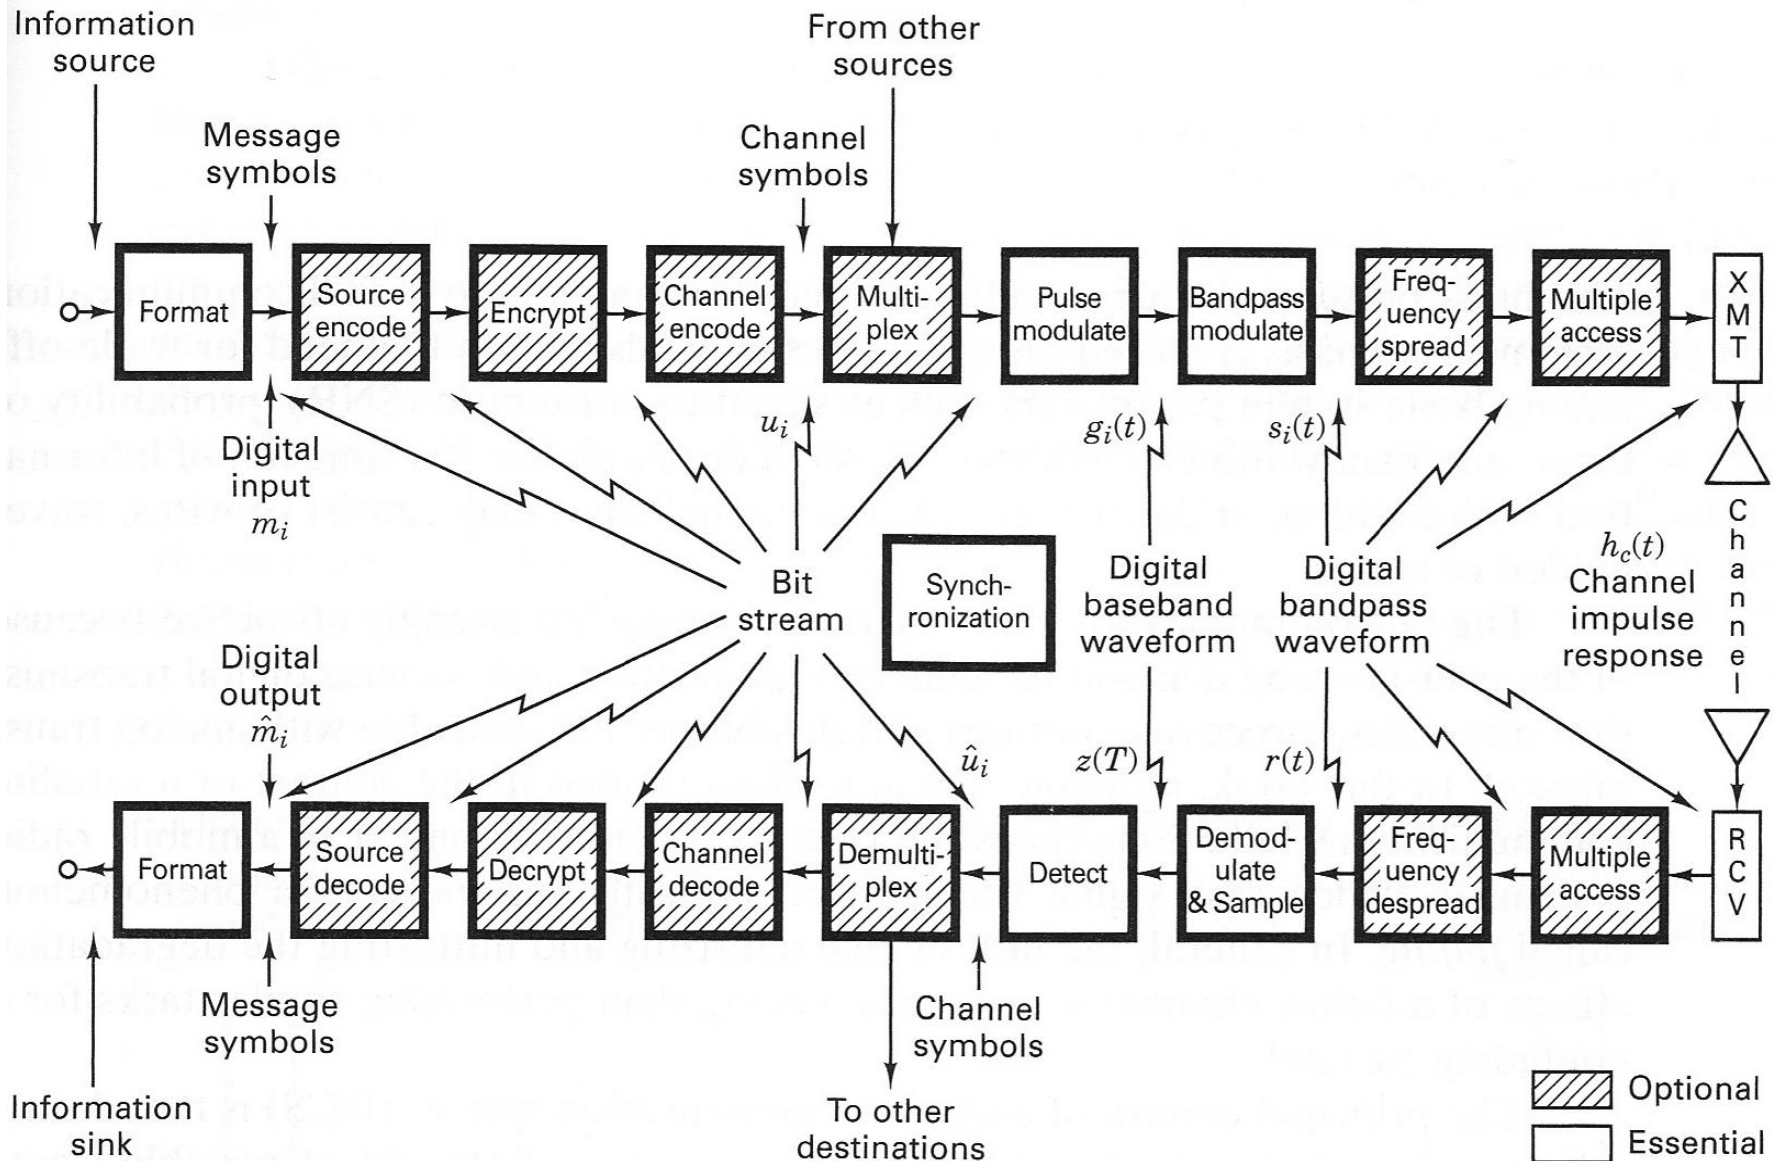 Information
source
From other
sources
Message
symbols
Channel
symbols
Format
Source
encode
Encrypt
Channel
encode
Multi-
plex
Pulse
modulate
Bandpass
modulate
Freq-
uency
spread
Multiple
access
X
M
T
Digital
input
m_i
u_i
g_i(t)
s_i(t)
Bit
stream
Synch-
ronization
Digital
baseband
waveform
Digital
bandpass
waveform
h_c(t)
Channel
impulse
response
C
h
a
n
n
e
l
Digital
output
m̂_i
û_i
z(T)
r(t)
Format
Source
decode
Decrypt
Channel
decode
Demulti-
plex
Detect
Demod-
ulate
& Sample
Freq-
uency
despread
Multiple
access
R
C
V
Message
symbols
Channel
symbols
Information
sink
To other
destinations
Optional
Essential